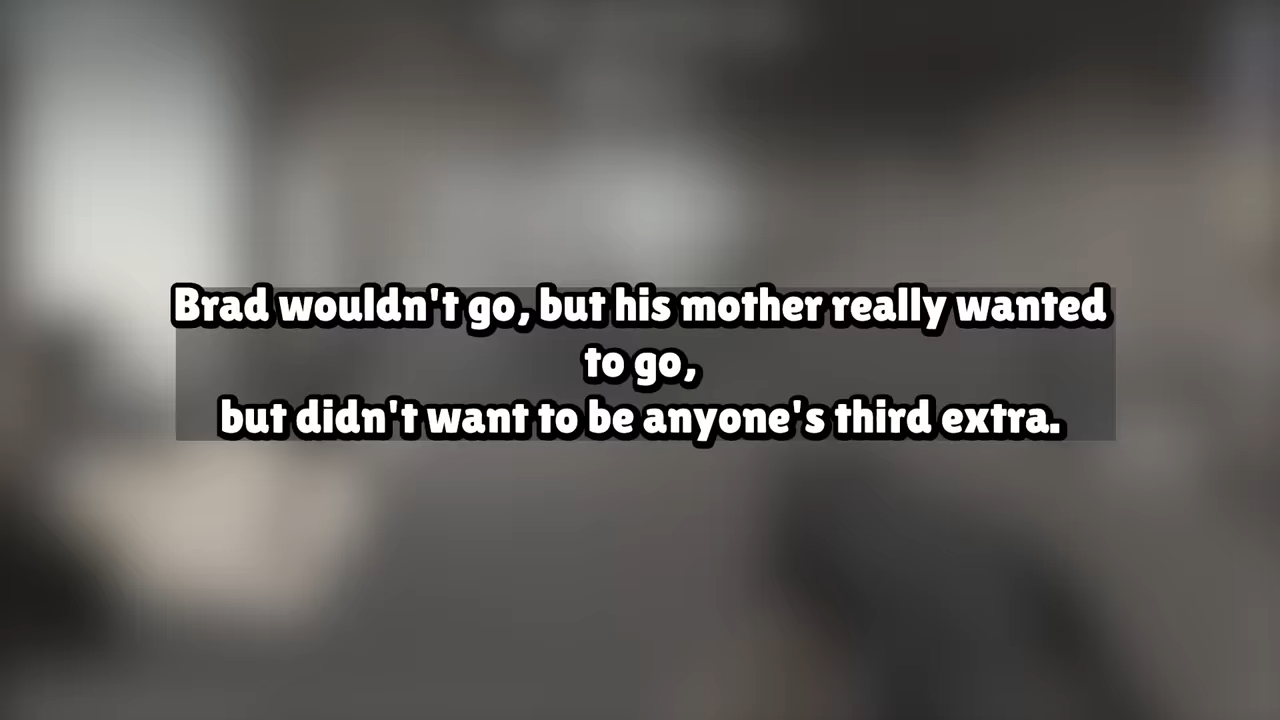 Brad wouldn't go, but his mother really wanted
to go,
but didn't want to be anyone's third extra.